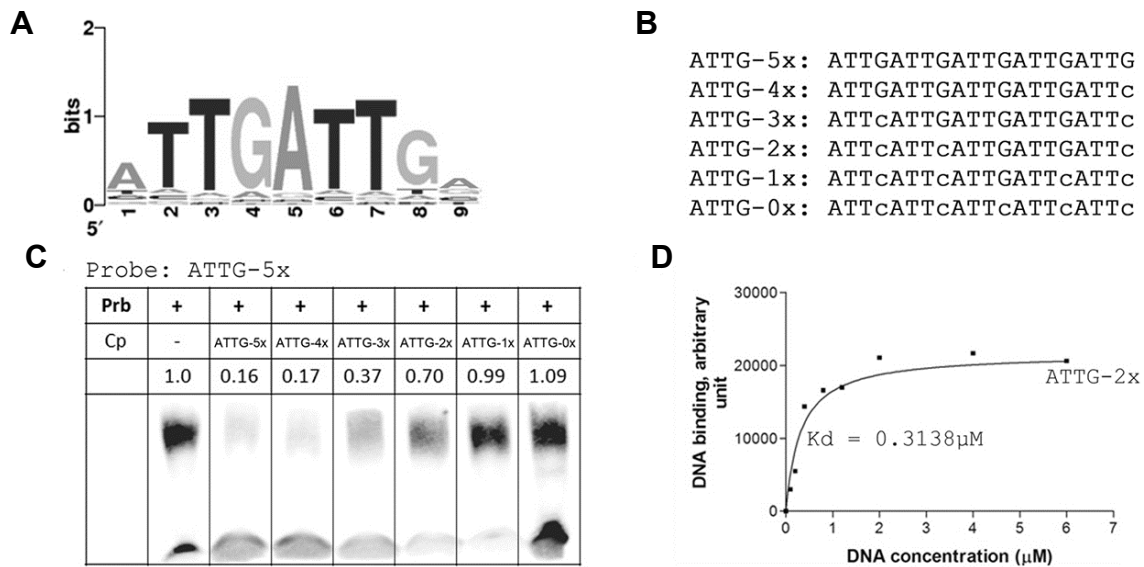 A
2
1
0
bits
A T T G A T T G A
1 2 3 4 5 6 7 8 9
5′
B
ATTG-5x: ATTGATTGATTGATTGATTG
ATTG-4x: ATTGATTGATTGATTGATTc
ATTG-3x: ATTcATTGATTGATTGATTc
ATTG-2x: ATTcATTcATTGATTGATTc
ATTG-1x: ATTcATTcATTGATTcATTc
ATTG-0x: ATTcATTcATTcATTcATTc
C
Probe: ATTG-5x
Prb + + + + + + +
Cp - ATTG-5x ATTG-4x ATTG-3x ATTG-2x ATTG-1x ATTG-0x
1.0 0.16 0.17 0.37 0.70 0.99 1.09
D
DNA binding, arbitrary
unit
30000
20000
10000
0
ATTG-2x
Kd = 0.3138µM
0 1 2 3 4 5 6 7
DNA concentration (µM)